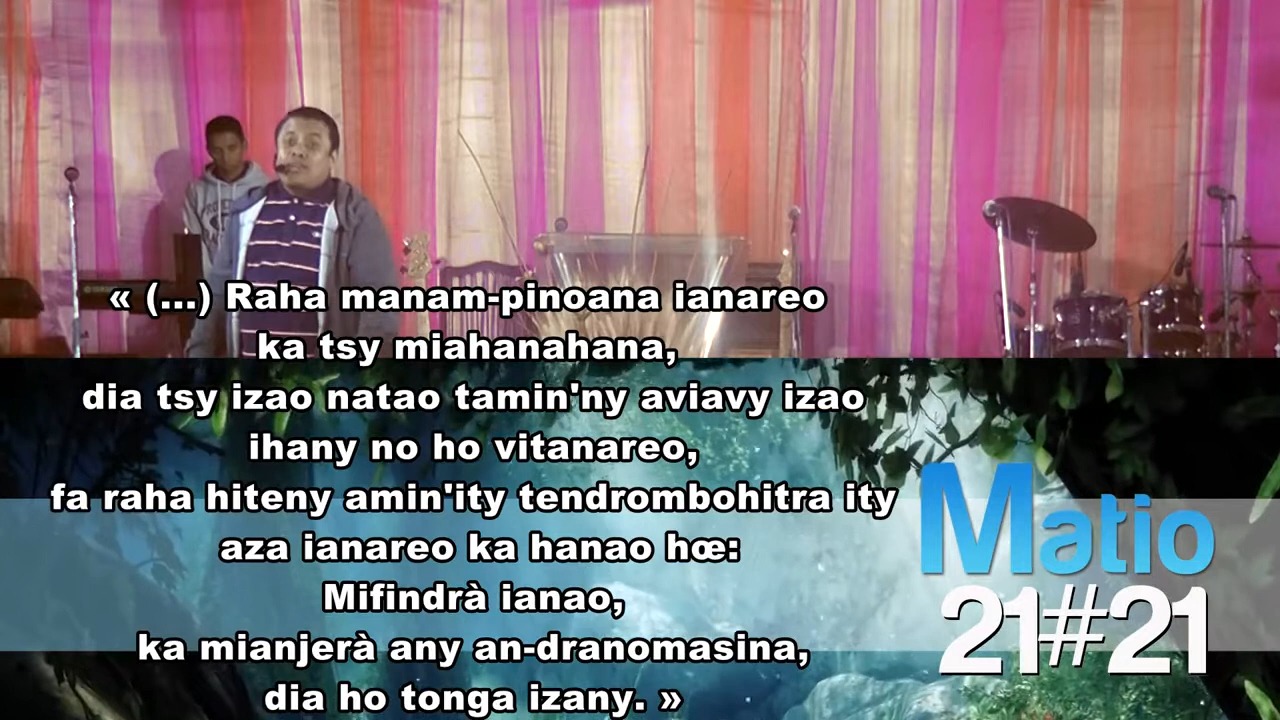 « (...) Raha manam-pinoana ianareo
ka tsy miahanahana,
dia tsy izao natao tamin'ny aviavy izao
ihany no ho vitanareo,
fa raha hiteny amin'ity tendrombohitra ity
aza ianareo ka hanao hœ:
Mifindrà ianao,
ka mianjerà any an-dranomasina,
dia ho tonga izany. »
Matio
21#21